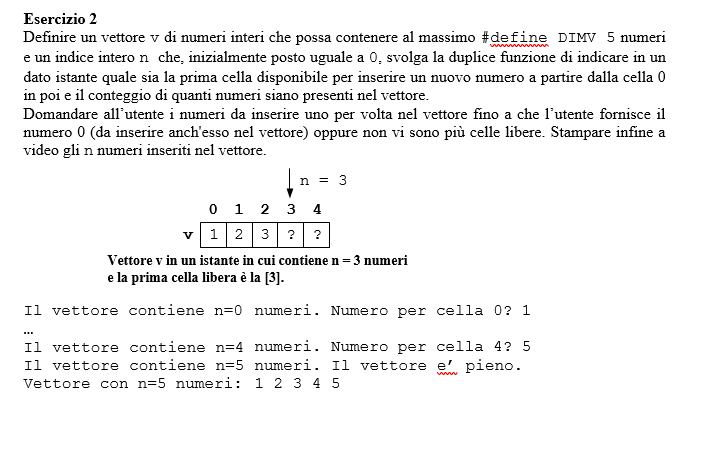 Esercizio 2
Definire un vettore v di numeri interi che possa contenere al massimo #define DIMV 5 numeri
e un indice intero n che, inizialmente posto uguale a 0, svolga la duplice funzione di indicare in un
dato istante quale sia la prima cella disponibile per inserire un nuovo numero a partire dalla cella 0
in poi e il conteggio di quanti numeri siano presenti nel vettore.
Domandare all'utente i numeri da inserire uno per volta nel vettore fino a che l'utente fornisce il
numero 0 (da inserire anch'esso nel vettore) oppure non vi sono più celle libere. Stampare infine a
video gli n numeri inseriti nel vettore.
n = 3
0 1 2 3 4
v 1 2 3 ? ?
Vettore v in un istante in cui contiene n = 3 numeri
e la prima cella libera è la [3].
Il vettore contiene n=0 numeri. Numero per cella 0? 1
…
Il vettore contiene n=4 numeri. Numero per cella 4? 5
Il vettore contiene n=5 numeri. Il vettore e' pieno.
Vettore con n=5 numeri: 1 2 3 4 5